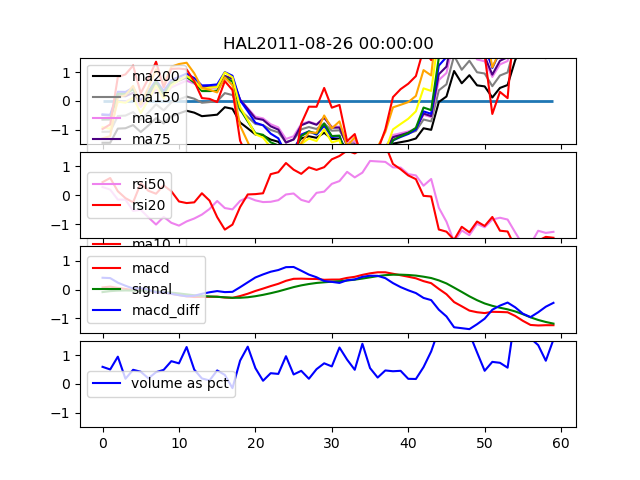 HAL2011-08-26 00:00:00
1
0
−1
ma200
ma150
ma100
ma75
1
0
−1
rsi50
rsi20
ma10
1
0
−1
macd
signal
macd_diff
1
0
−1
volume as pct
0 10 20 30 40 50 60